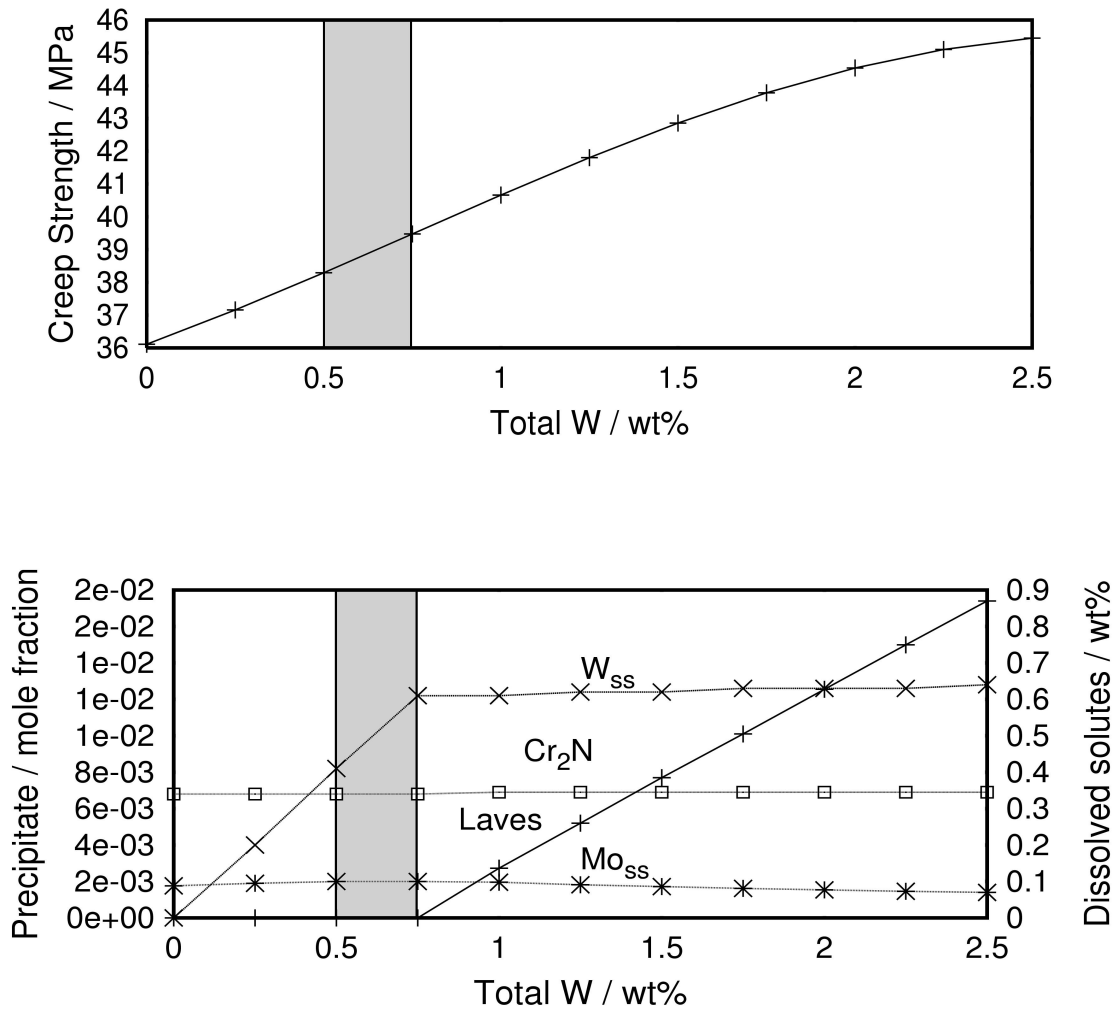 46
45
44
43
42
41
40
39
38
37
36
Creep Strength / MPa
0 0.5 1 1.5 2 2.5
Total W / wt%
2e-02 0.9
2e-02 0.8
1e-02 0.7
1e-02 0.6
1e-02 0.5
8e-03 0.4
6e-03 0.3
4e-03 0.2
2e-03 0.1
0e+00 0
Precipitate / mole fraction
Dissolved solutes / wt%
Wss
Cr2N
Laves
Moss
0 0.5 1 1.5 2 2.5
Total W / wt%